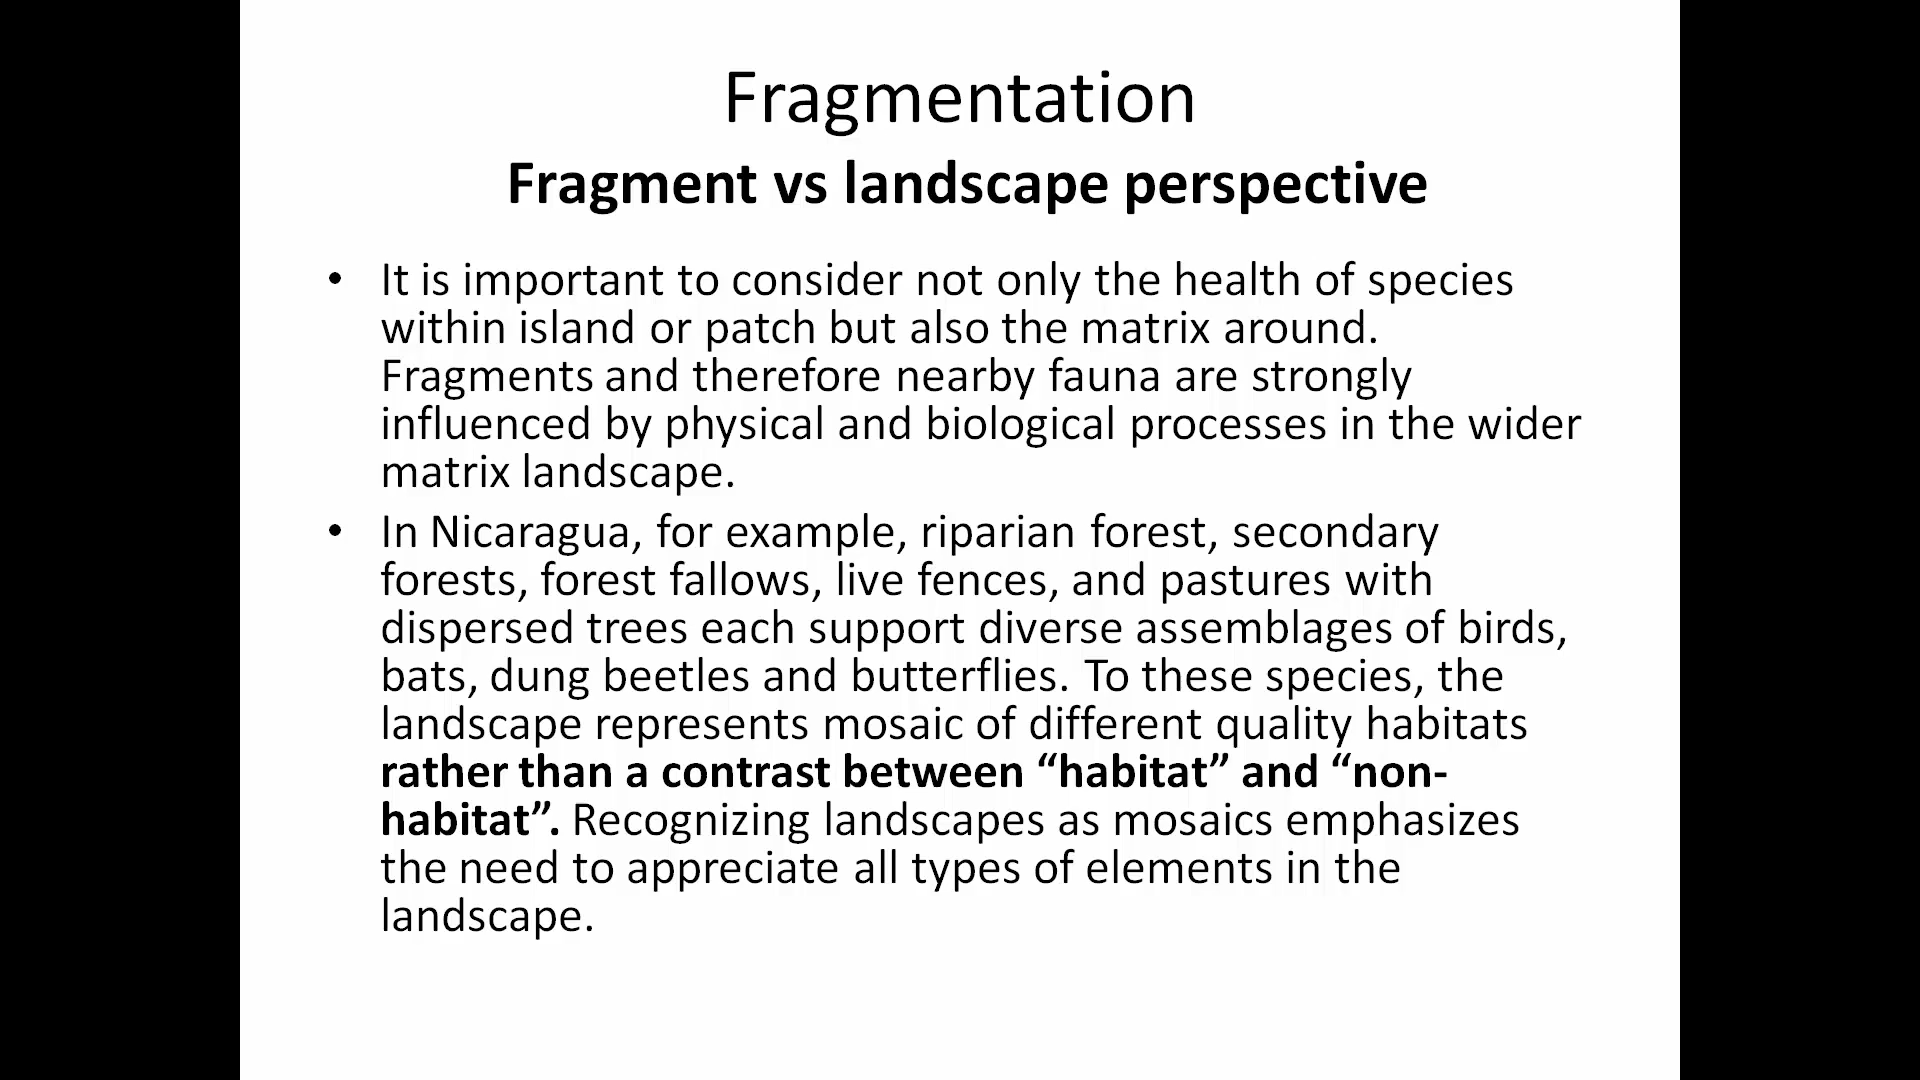 Fragmentation
Fragment vs landscape perspective
• It is important to consider not only the health of species
within island or patch but also the matrix around.
Fragments and therefore nearby fauna are strongly
influenced by physical and biological processes in the wider
matrix landscape.
• In Nicaragua, for example, riparian forest, secondary
forests, forest fallows, live fences, and pastures with
dispersed trees each support diverse assemblages of birds,
bats, dung beetles and butterflies. To these species, the
landscape represents mosaic of different quality habitats
rather than a contrast between “habitat” and “non-
habitat”. Recognizing landscapes as mosaics emphasizes
the need to appreciate all types of elements in the
landscape.